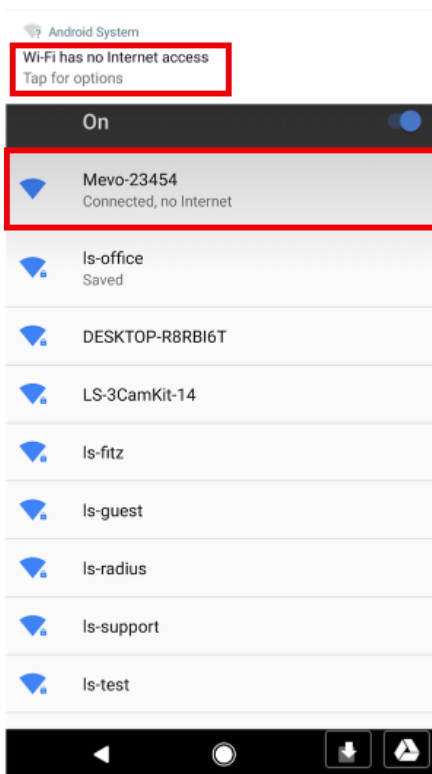 Android System
Wi-Fi has no Internet access
Tap for options
On
Mevo-23454
Connected, no Internet
ls-office
Saved
DESKTOP-R8RBI6T
LS-3CamKit-14
ls-fitz
ls-guest
ls-radius
ls-support
ls-test